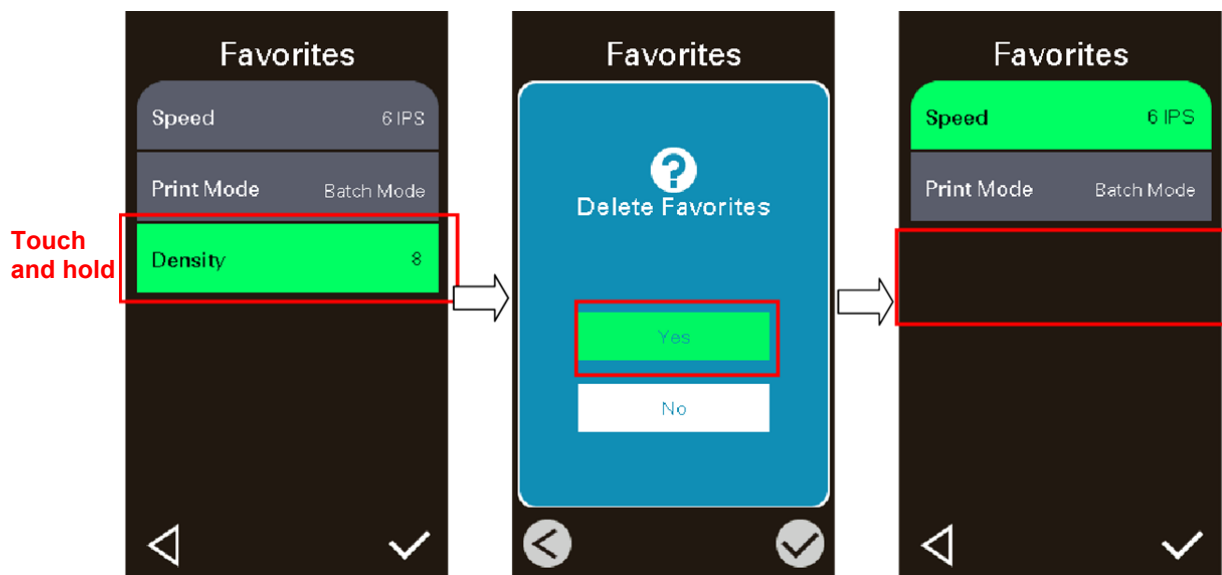 Favorites
Speed 6 IPS
Print Mode Batch Mode
Touch
and hold
Density 8
Favorites
?
Delete Favorites
Yes
No
Favorites
Speed 6 IPS
Print Mode Batch Mode